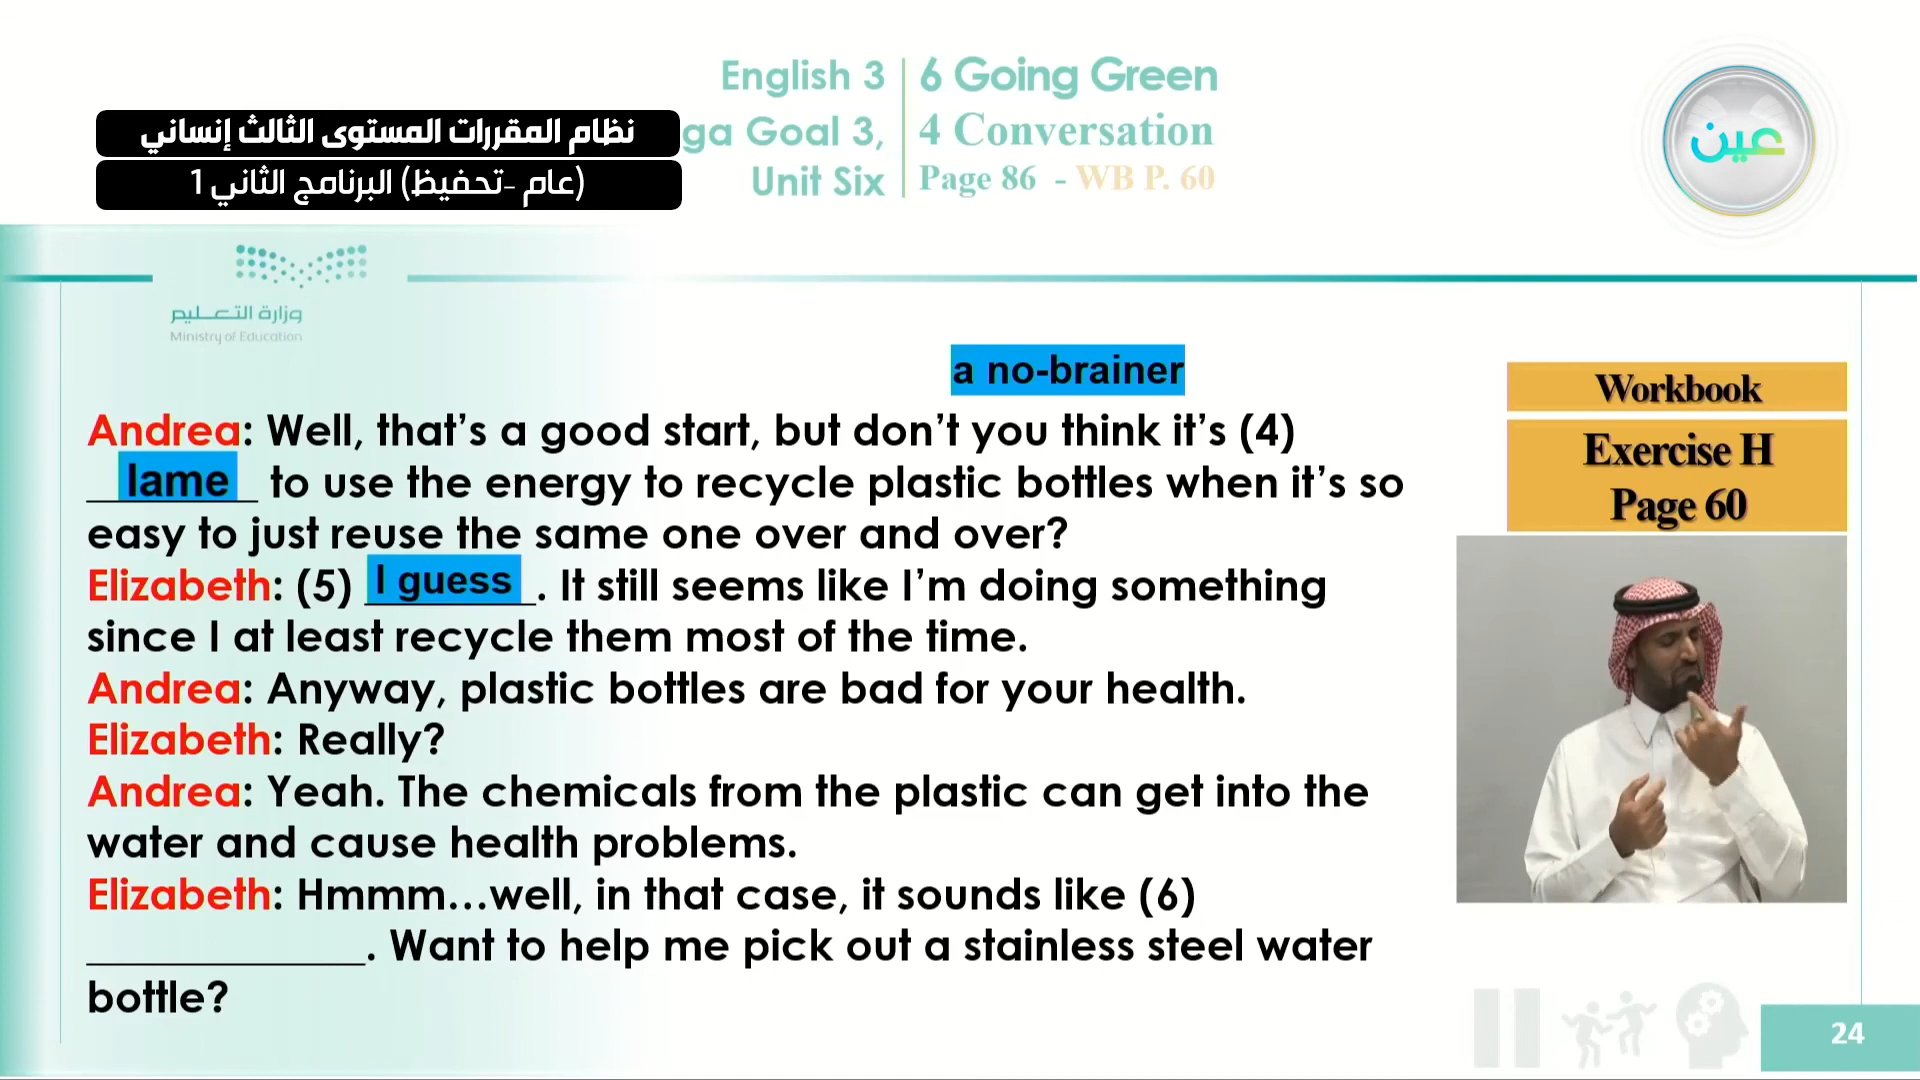 English 3
6 Going Green
نظام المقررات المستوى الثالث إنساني
ga Goal 3,
4 Conversation
(عام -تحفيظ) البرنامج الثاني 1
Unit Six
Page 86 - WB P. 60
عين
وزارة التعليم
Ministry of Education
a no-brainer
Workbook
Exercise H
Page 60
Andrea: Well, that’s a good start, but don’t you think it’s (4)
lame to use the energy to recycle plastic bottles when it’s so
easy to just reuse the same one over and over?
Elizabeth: (5) I guess. It still seems like I’m doing something
since I at least recycle them most of the time.
Andrea: Anyway, plastic bottles are bad for your health.
Elizabeth: Really?
Andrea: Yeah. The chemicals from the plastic can get into the
water and cause health problems.
Elizabeth: Hmmm...well, in that case, it sounds like (6)
_____________. Want to help me pick out a stainless steel water
bottle?
24